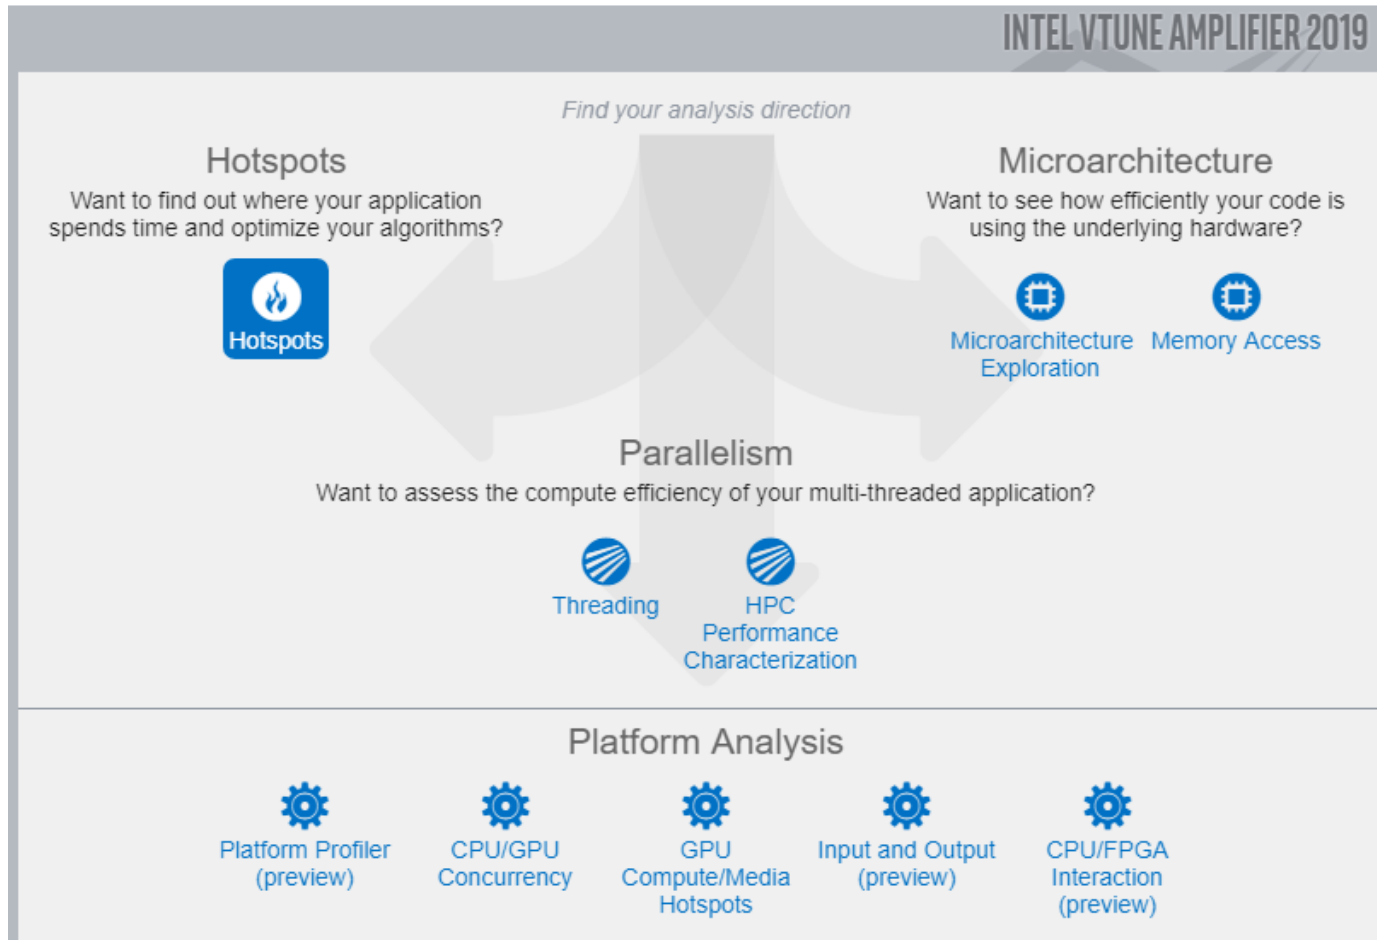 INTEL VTUNE AMPLIFIER 2019
Find your analysis direction
Hotspots
Want to find out where your application
spends time and optimize your algorithms?
Hotspots
Microarchitecture
Want to see how efficiently your code is
using the underlying hardware?
Microarchitecture
Exploration
Memory Access
Parallelism
Want to assess the compute efficiency of your multi-threaded application?
Threading
HPC
Performance
Characterization
Platform Analysis
Platform Profiler
(preview)
CPU/GPU
Concurrency
GPU
Compute/Media
Hotspots
Input and Output
(preview)
CPU/FPGA
Interaction
(preview)